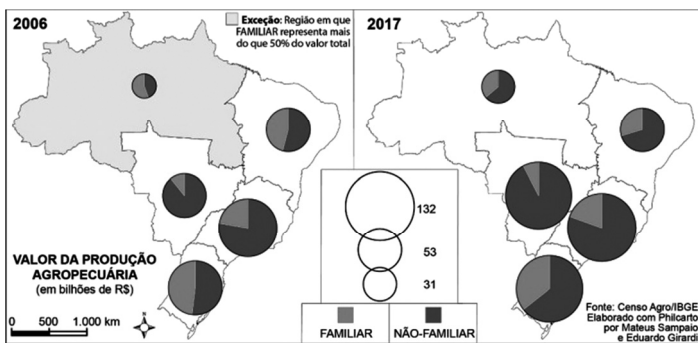 2006
Exceção: Região em que
FAMILIAR representa mais
do que 50% do valor total
2017
132
53
31
VALOR DA PRODUÇÃO
AGROPECUÁRIA
(em bilhões de R$)
0 500 1.000 km
FAMILIAR NÃO-FAMILIAR
Fonte: Censo Agro/IBGE
Elaborado com Philcarto
por Mateus Sampaio
e Eduardo Girardi